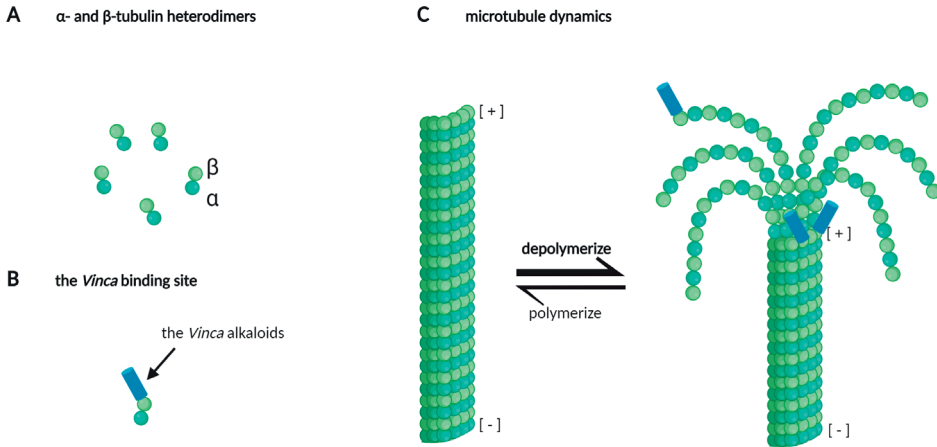 A
α- and β-tubulin heterodimers
β
α
B
the Vinca binding site
the Vinca alkaloids
C
microtubule dynamics
[ + ]
[ - ]
depolymerize
polymerize
[ + ]
[ - ]